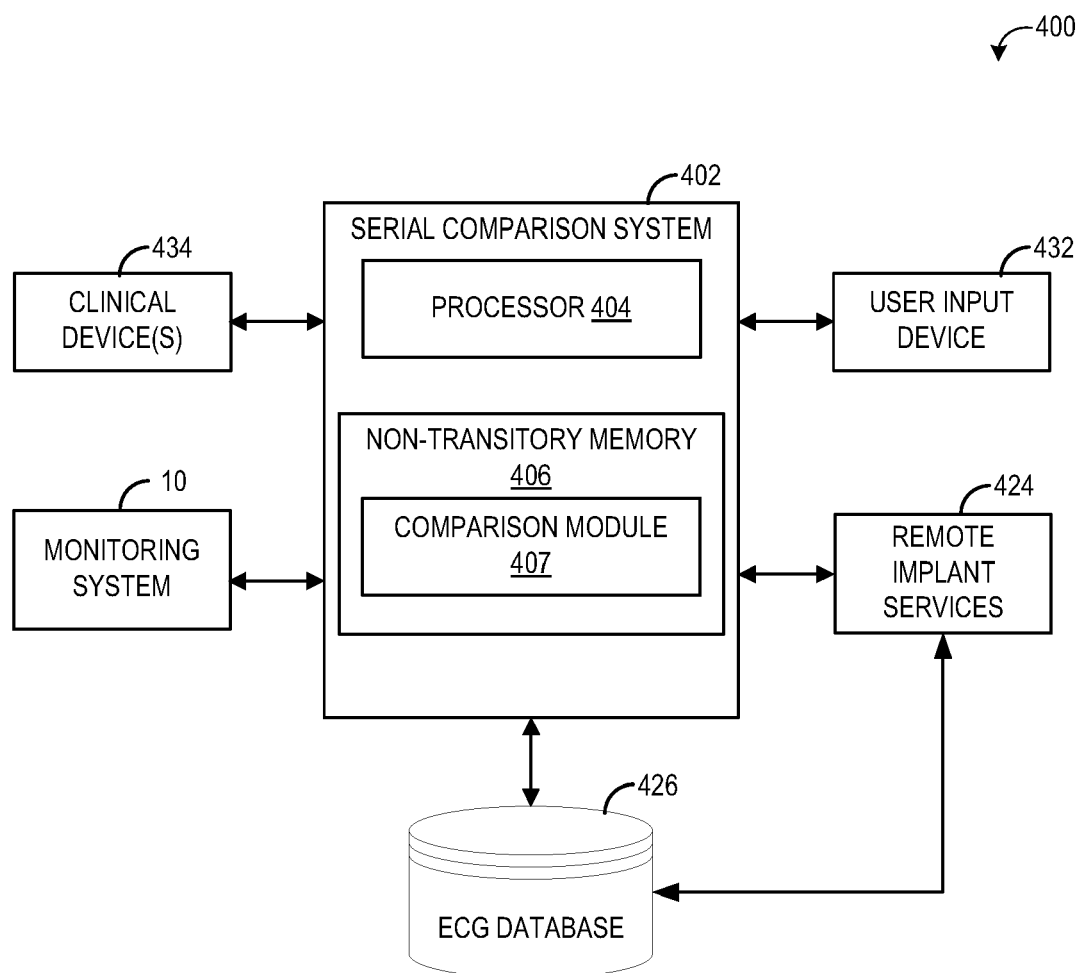 400
402
SERIAL COMPARISON SYSTEM
PROCESSOR 404
434
CLINICAL
DEVICE(S)
432
USER INPUT
DEVICE
NON-TRANSITORY MEMORY
406
COMPARISON MODULE
407
10
MONITORING
SYSTEM
424
REMOTE
IMPLANT
SERVICES
426
ECG DATABASE